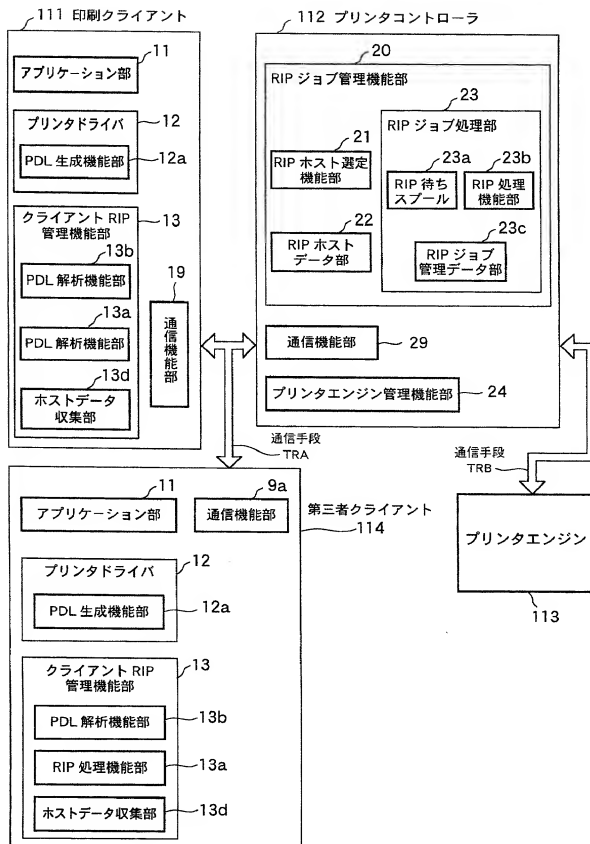 111 印刷クライアント
11
アプリケーション部
プリンタドライバ
12
PDL 生成機能部
12a
クライアント RIP
管理機能部
13
13b
PDL 解析機能部
13a
PDL 解析機能部
13d
ホストデータ
収集部
19
通信機能部
112 プリンタコントローラ
20
RIP ジョブ管理機能部
23
RIP ジョブ処理部
21
RIP ホスト選定
機能部
23a
RIP 待ち
スプール
23b
RIP 処理
機能部
22
RIP ホスト
データ部
23c
RIP ジョブ
管理データ部
通信機能部
29
プリンタエンジン管理機能部
24
通信手段
TRA
通信手段
TRB
11
アプリケーション部
9a
通信機能部
第三者クライアント
114
プリンタドライバ
12
PDL 生成機能部
12a
クライアント RIP
管理機能部
13
PDL 解析機能部
13b
RIP 処理機能部
13a
ホストデータ収集部
13d
プリンタエンジン
113